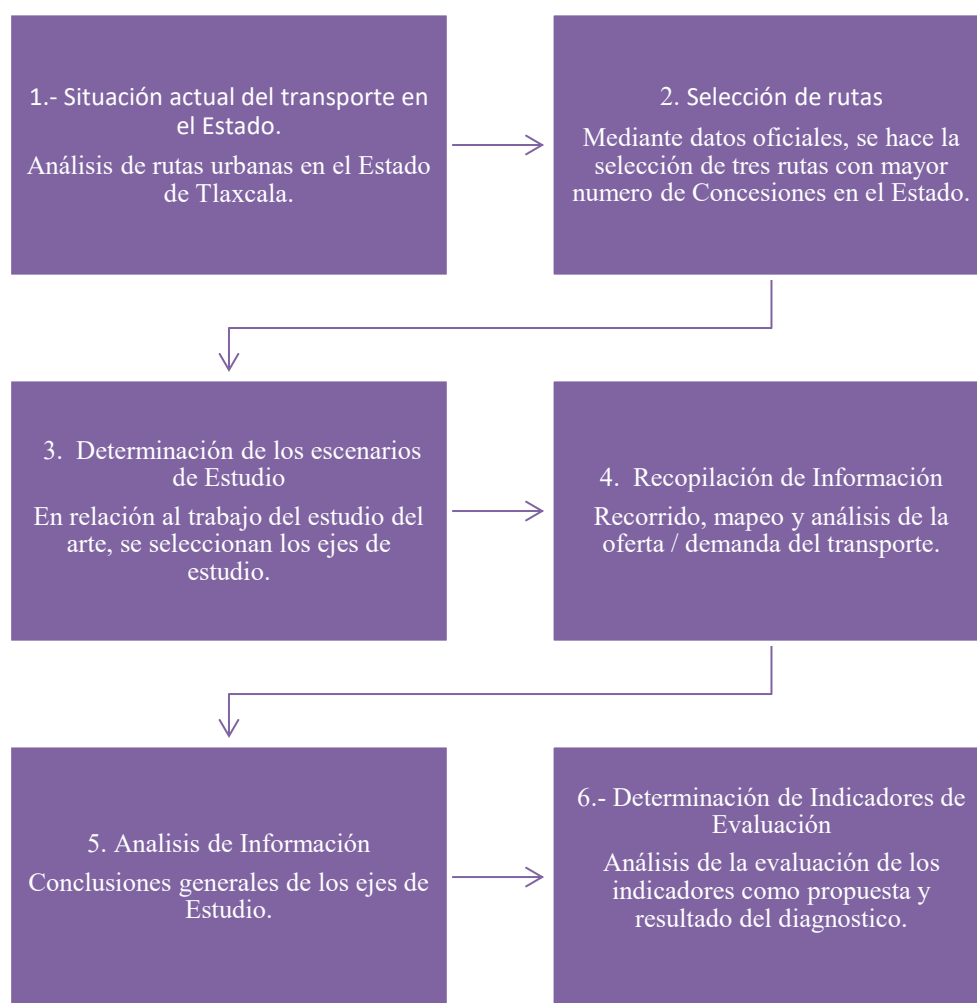 1.- Situación actual del transporte en
el Estado.
Análisis de rutas urbanas en el Estado
de Tlaxcala.
2. Selección de rutas
Mediante datos oficiales, se hace la
selección de tres rutas con mayor
numero de Concesiones en el Estado.
3. Determinación de los escenarios
de Estudio
En relación al trabajo del estudio del
arte, se seleccionan los ejes de
estudio.
4. Recopilación de Información
Recorrido, mapeo y análisis de la
oferta / demanda del transporte.
5. Analisis de Información
Conclusiones generales de los ejes de
Estudio.
6.- Determinación de Indicadores de
Evaluación
Análisis de la evaluación de los
indicadores como propuesta y
resultado del diagnostico.